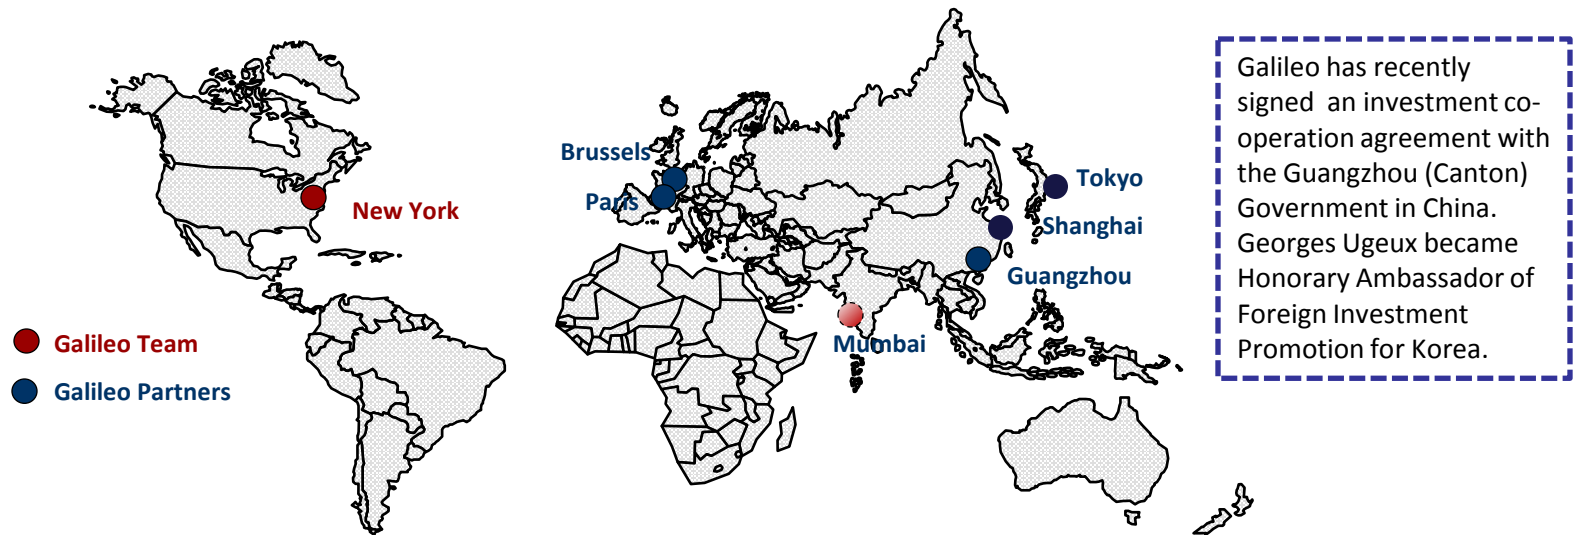 Galileo has recently
signed an investment co-
operation agreement with
the Guangzhou (Canton)
Government in China.
Georges Ugeux became
Honorary Ambassador of
Foreign Investment
Promotion for Korea.
Brussels
Paris
New York
Tokyo
Shanghai
Guangzhou
Mumbai
Galileo Team
Galileo Partners